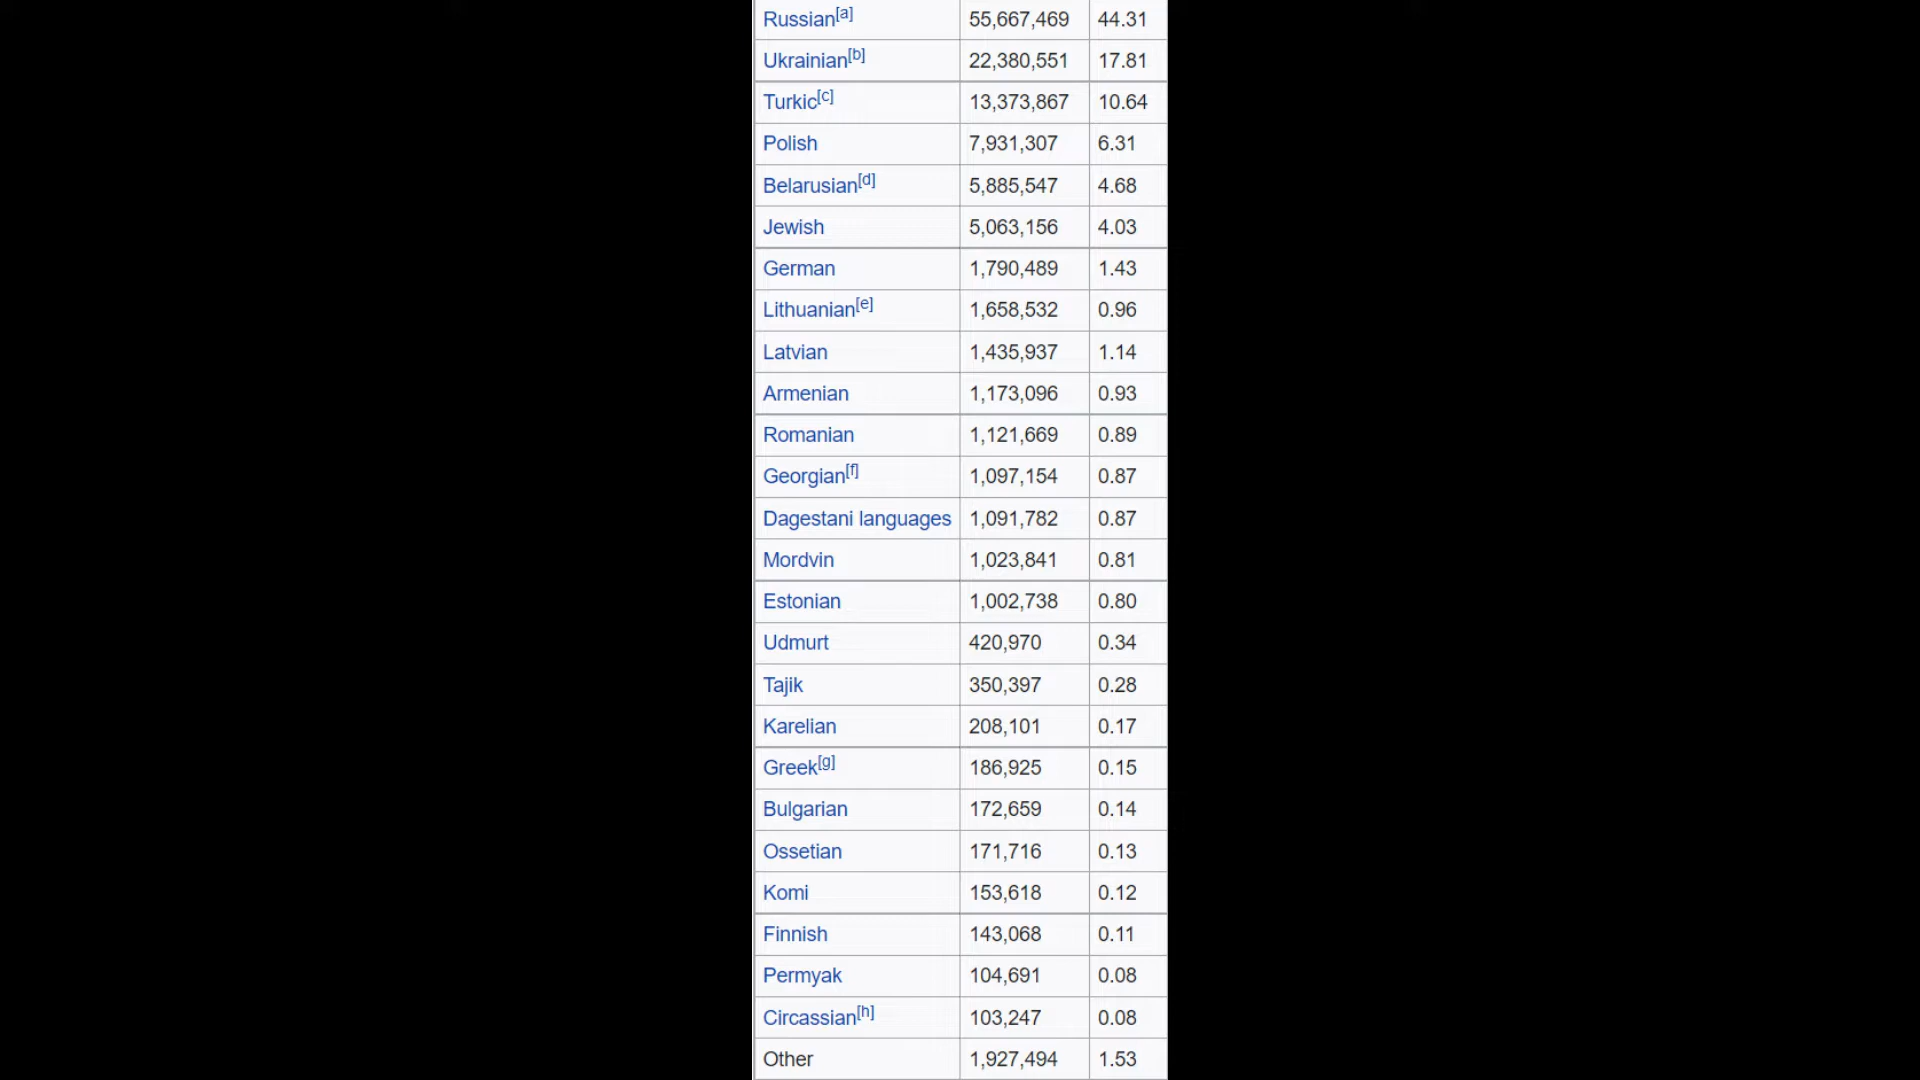 Russian[a] 55,667,469 44.31
Ukrainian[b] 22,380,551 17.81
Turkic[c] 13,373,867 10.64
Polish 7,931,307 6.31
Belarusian[d] 5,885,547 4.68
Jewish 5,063,156 4.03
German 1,790,489 1.43
Lithuanian[e] 1,658,532 0.96
Latvian 1,435,937 1.14
Armenian 1,173,096 0.93
Romanian 1,121,669 0.89
Georgian[f] 1,097,154 0.87
Dagestani languages 1,091,782 0.87
Mordvin 1,023,841 0.81
Estonian 1,002,738 0.80
Udmurt 420,970 0.34
Tajik 350,397 0.28
Karelian 208,101 0.17
Greek[g] 186,925 0.15
Bulgarian 172,659 0.14
Ossetian 171,716 0.13
Komi 153,618 0.12
Finnish 143,068 0.11
Permyak 104,691 0.08
Circassian[h] 103,247 0.08
Other 1,927,494 1.53